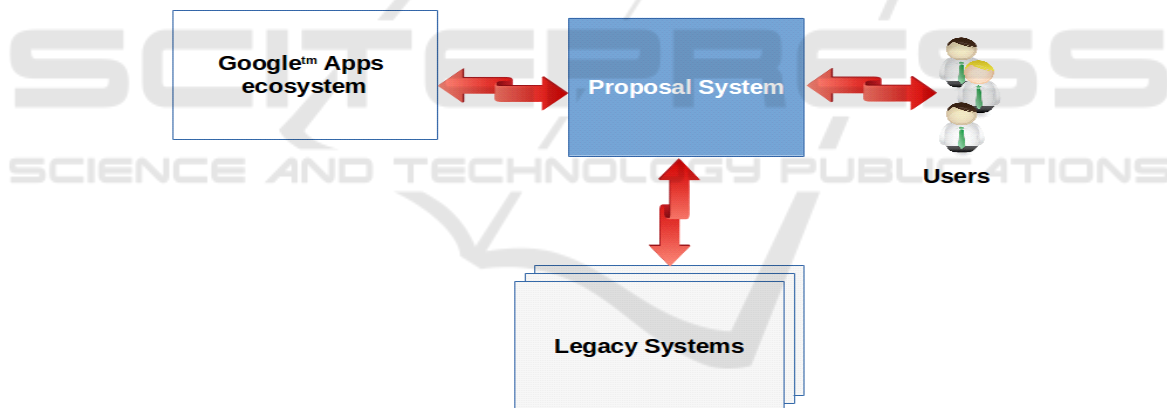 SCITEPRESS
Google™ Apps
ecosystem
Proposal System
SCIENCE AND TECHNOLOGY PUBLICATIONS
Users
Legacy Systems